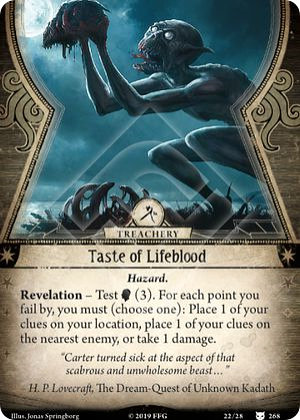 TREACHERY
Taste of Lifeblood
Hazard.
Revelation – Test (3). For each point you
fail by, you must (choose one): Place 1 of your
clues on your location, place 1 of your clues on
the nearest enemy, or take 1 damage.
“Carter turned sick at the aspect of that
scabrous and unwholesome beast…”
– H. P. Lovecraft, The Dream-Quest of Unknown Kadath
Illus. Jonas Springborg © 2019 FFG 22/28 268